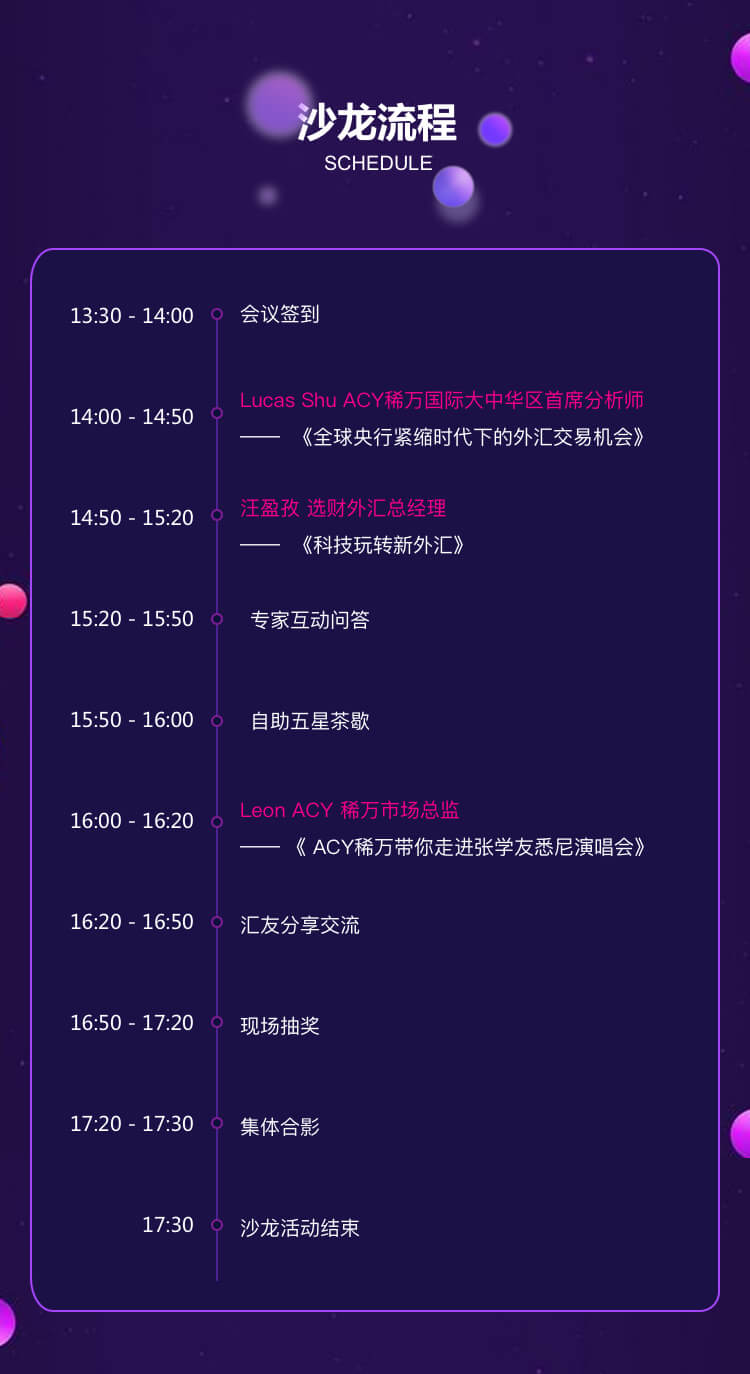 沙龙流程
SCHEDULE
13:30 - 14:00 会议签到
14:00 - 14:50 Lucas Shu ACY稀万国际大中华区首席分析师
—— 《全球央行紧缩时代下的外汇交易机会》
14:50 - 15:20 汪盈孜 选财外汇总经理
—— 《科技玩转新外汇》
15:20 - 15:50 专家互动问答
15:50 - 16:00 自助五星茶歇
16:00 - 16:20 Leon ACY 稀万市场总监
—— 《 ACY稀万带你走进张学友悉尼演唱会》
16:20 - 16:50 汇友分享交流
16:50 - 17:20 现场抽奖
17:20 - 17:30 集体合影
17:30 沙龙活动结束